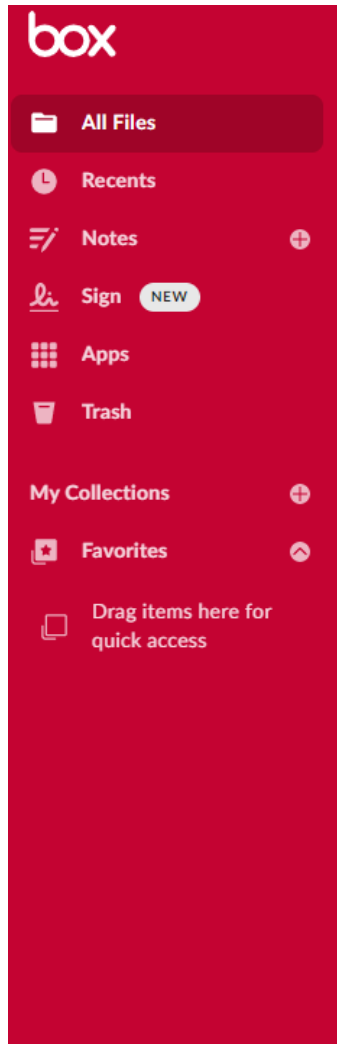 box
All Files
Recents
Notes
Sign NEW
Apps
Trash
My Collections
Favorites
Drag items here for
quick access